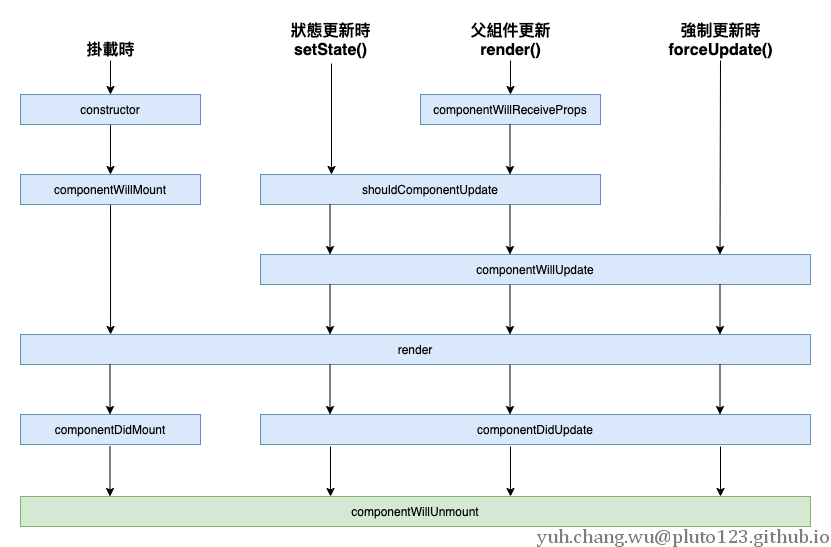 掛載時
狀態更新時
setState()
父組件更新
render()
強制更新時
forceUpdate()
constructor
componentWillReceiveProps
componentWillMount
shouldComponentUpdate
componentWillUpdate
render
componentDidMount
componentDidUpdate
componentWillUnmount
yuh.chang.wu@pluto123.github.io